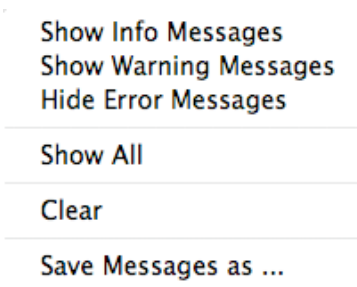 Show Info Messages
Show Warning Messages
Hide Error Messages
Show All
Clear
Save Messages as ...